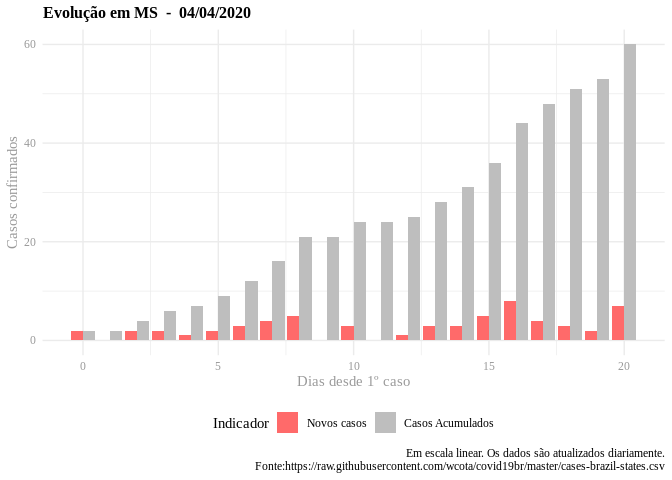 Evolução em MS  -  04/04/2020
Casos confirmados
60
40
20
0
0 5 10 15 20
Dias desde 1º caso
Indicador Novos casos Casos Acumulados
Em escala linear. Os dados são atualizados diariamente.
Fonte:https://raw.githubusercontent.com/wcota/covid19br/master/cases-brazil-states.csv